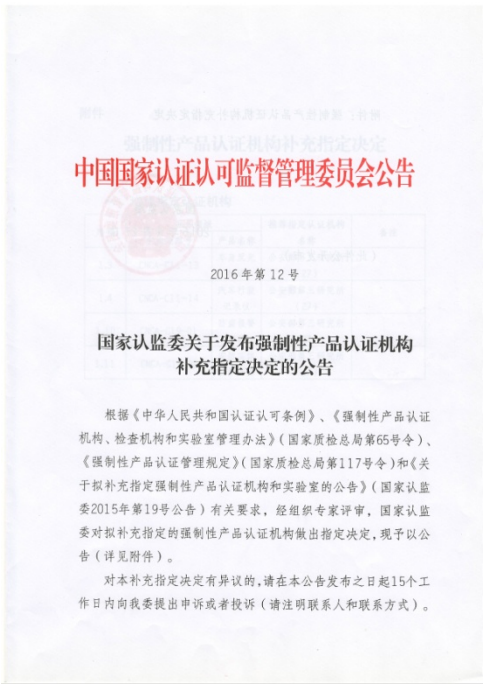 中国国家认证认可监督管理委员会公告
2016年第12号
国家认监委关于发布强制性产品认证机构
补充指定决定的公告
根据《中华人民共和国认证认可条例》、《强制性产品认证
机构、检查机构和实验室管理办法》(国家质检总局第65号令)、
《强制性产品认证管理规定》(国家质检总局第117号令)和《关
于拟补充指定强制性产品认证机构和实验室的公告》(国家认监
委2015年第19号公告)有关要求，经组织专家评审，国家认监
委对拟补充指定的强制性产品认证机构做出指定决定，现予以公
告(详见附件)。
对本补充指定决定有异议的，请在本公告发布之日起15个工
作日内向我委提出申诉或者投诉(请注明联系人和联系方式)。